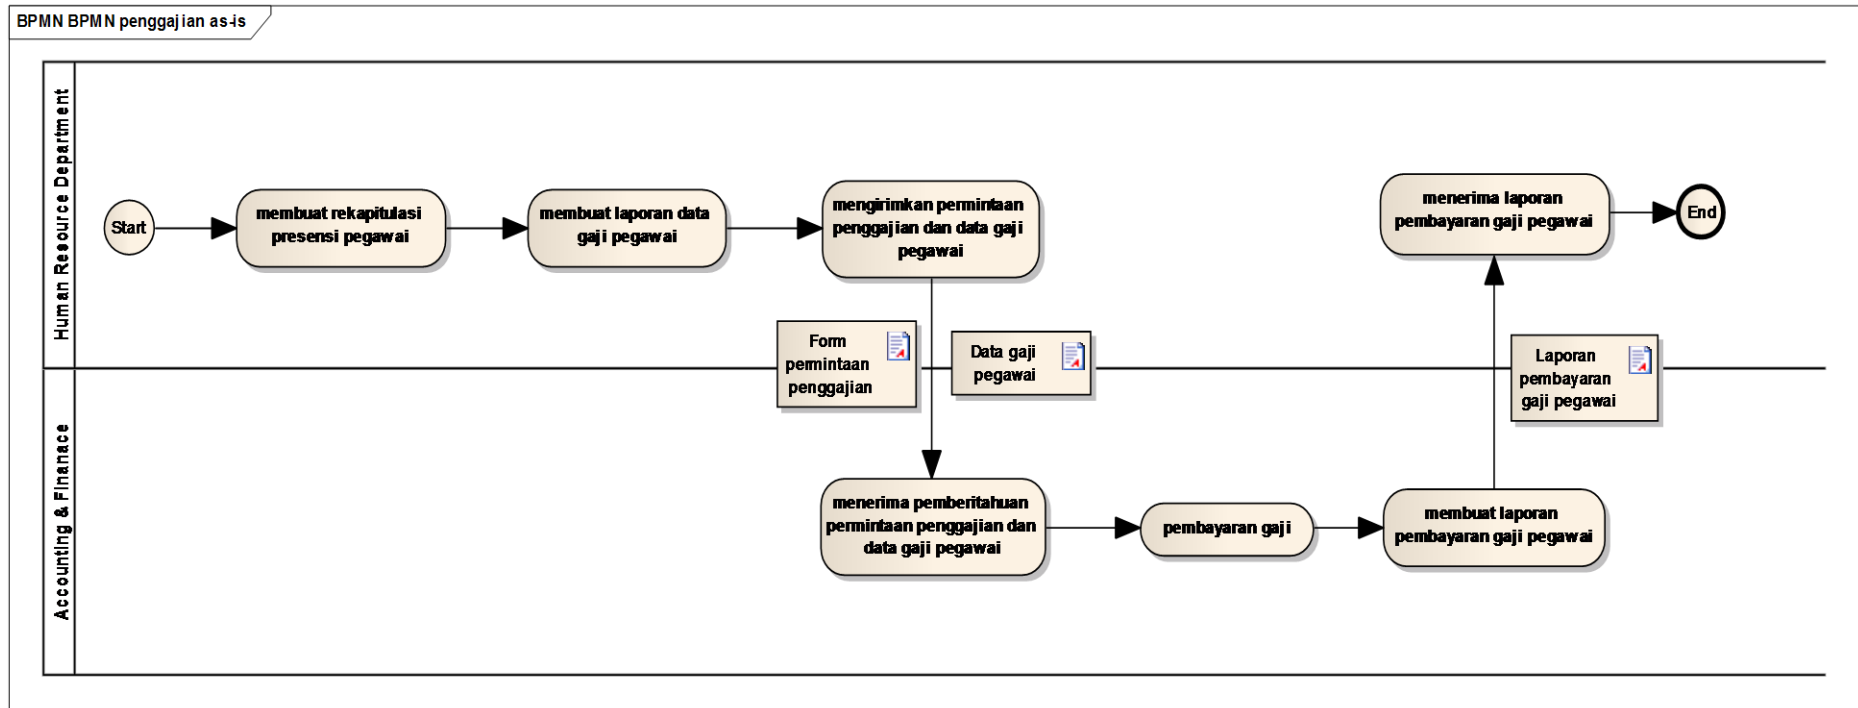 BPMN BPMN penggajian as-is
Human Resource Department
Start
membuat rekapitulasi
presensi pegawai
membuat laporan data
gaji pegawai
mengirimkan permintaan
penggajian dan data gaji
pegawai
menerima laporan
pembayaran gaji pegawai
End
Form
permintaan
penggajian
Data gaji
pegawai
Laporan
pembayaran
gaji pegawai
Accounting & Finanace
menerima pemberitahuan
permintaan penggajian dan
data gaji pegawai
pembayaran gaji
membuat laporan
pembayaran gaji pegawai